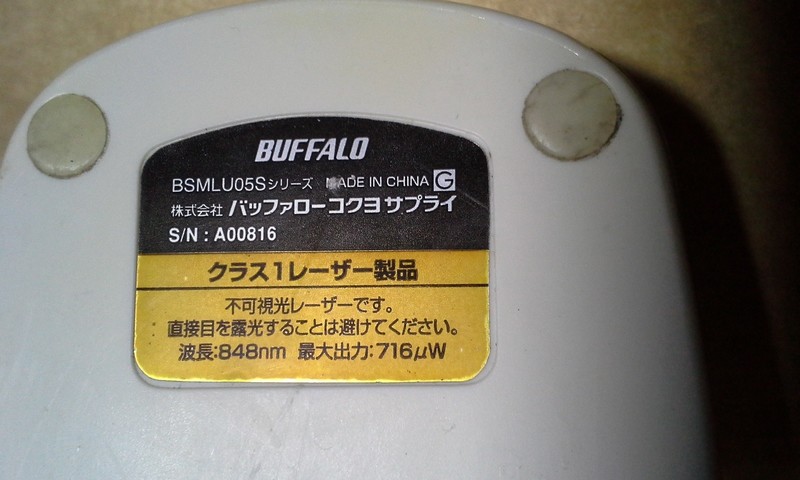 BUFFALO
BSMLU05Sシリーズ MADE IN CHINA G
株式会社 バッファローコクヨサプライ
S/N : A00816
クラス1レーザー製品
不可視光レーザーです。
直接目を露光することは避けてください。
波長:848nm 最大出力:716μW